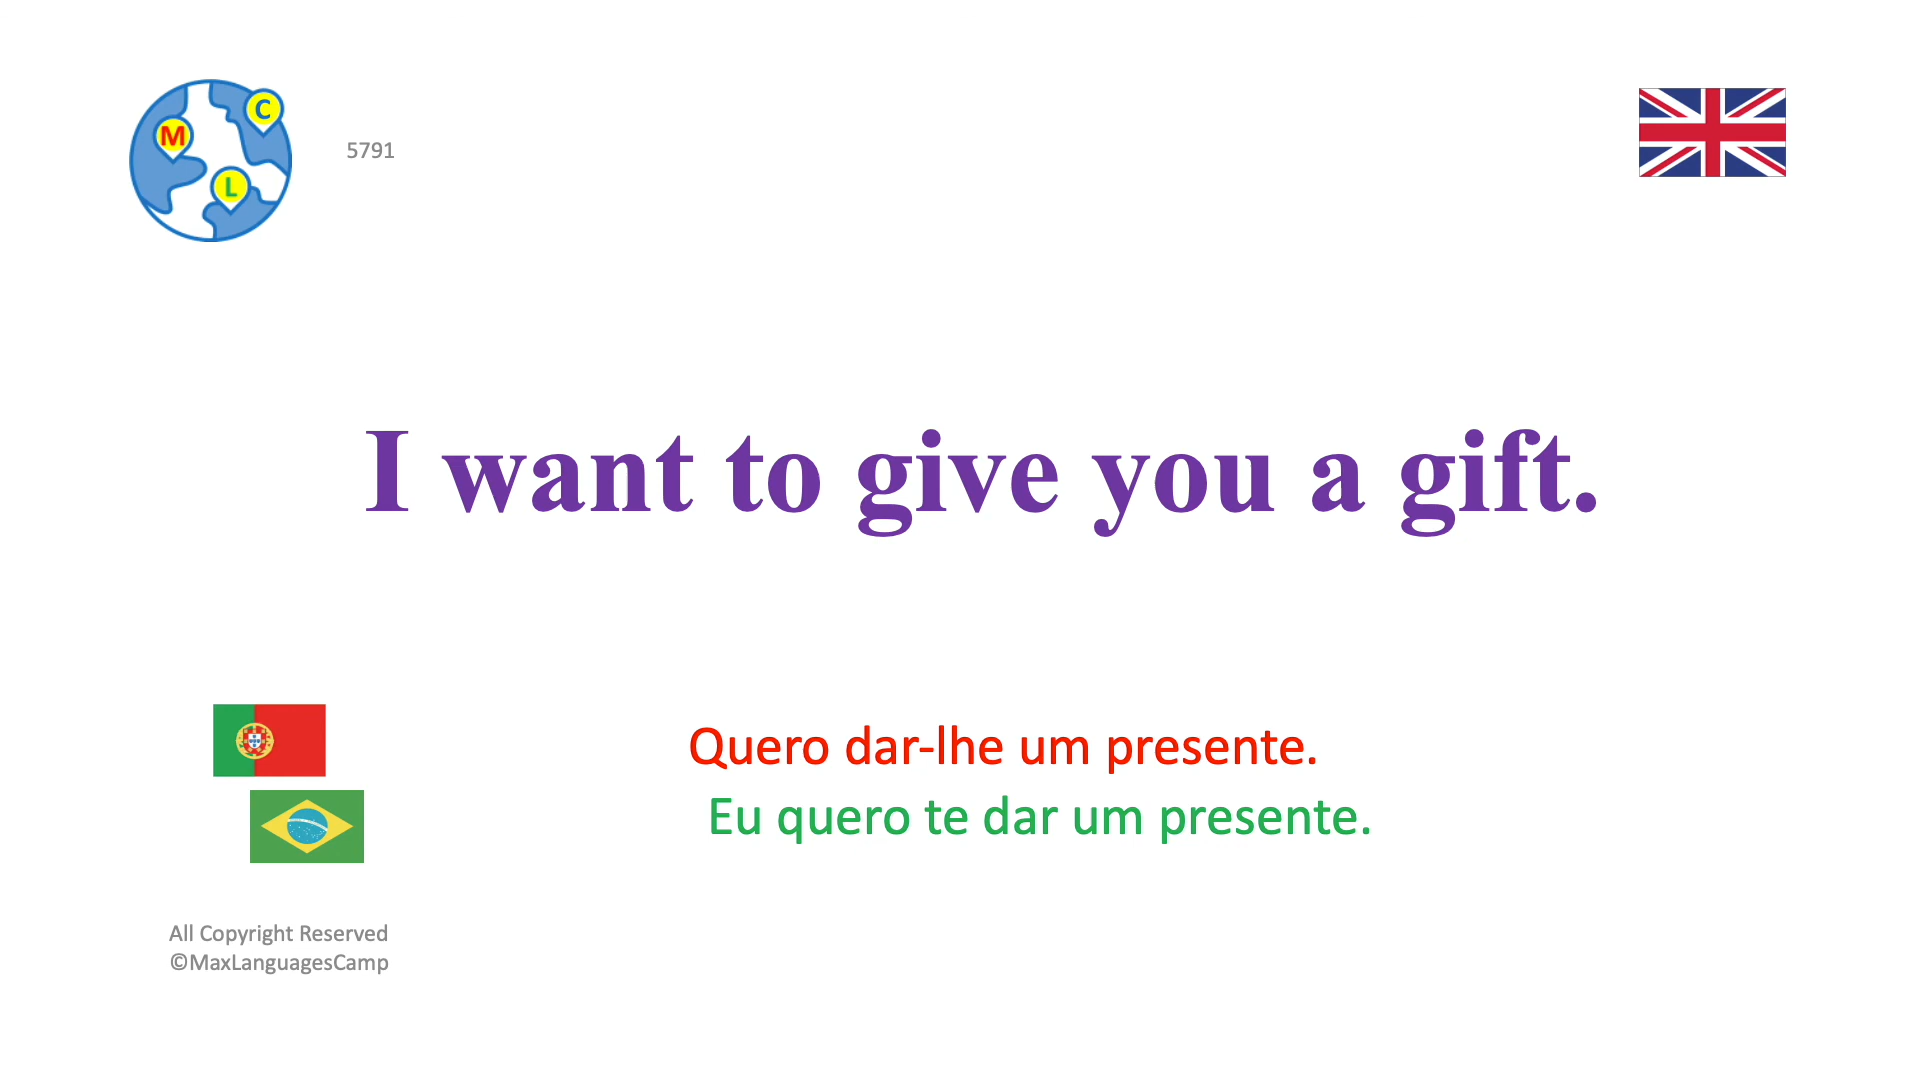 C
M
L
5791
I want to give you a gift.
Quero dar-lhe um presente.
Eu quero te dar um presente.
All Copyright Reserved
©MaxLanguagesCamp